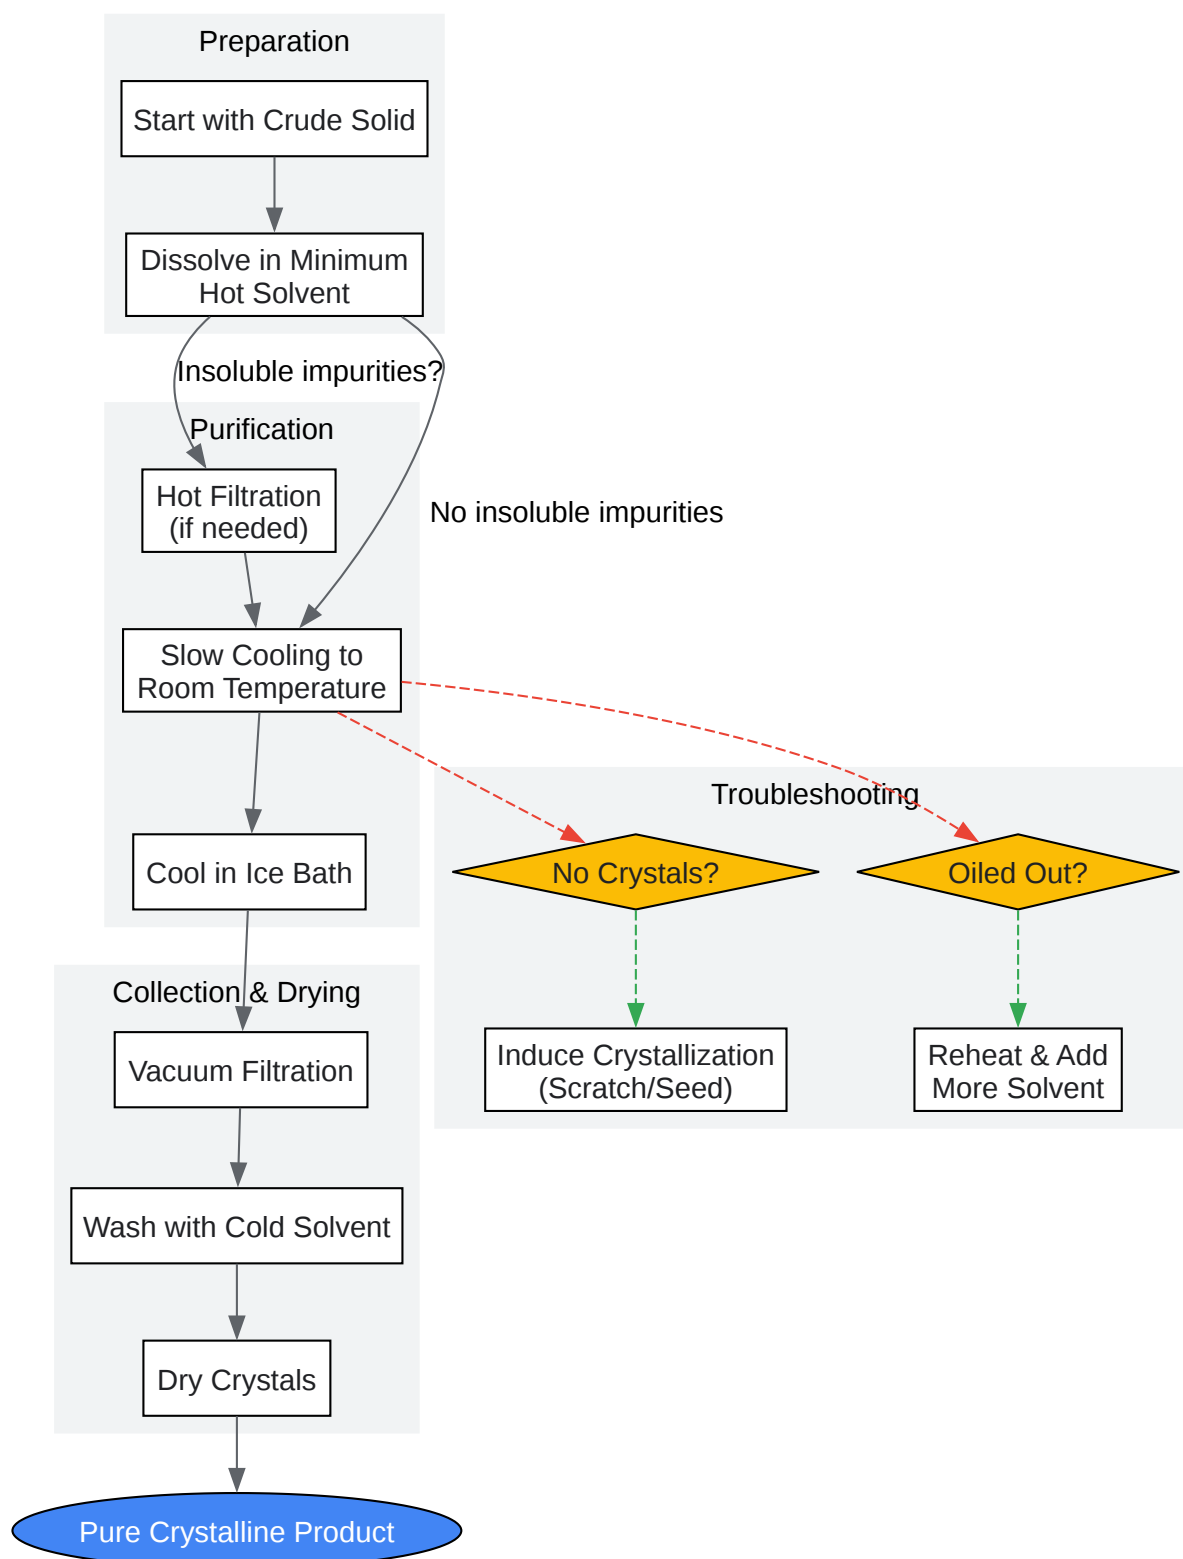 Preparation
Start with Crude Solid
Dissolve in Minimum
Hot Solvent
Insoluble impurities?
Purification
Hot Filtration
(if needed)
No insoluble impurities
Slow Cooling to
Room Temperature
Cool in Ice Bath
Troubleshooting
No Crystals?
Oiled Out?
Induce Crystallization
(Scratch/Seed)
Reheat & Add
More Solvent
Collection & Drying
Vacuum Filtration
Wash with Cold Solvent
Dry Crystals
Pure Crystalline Product